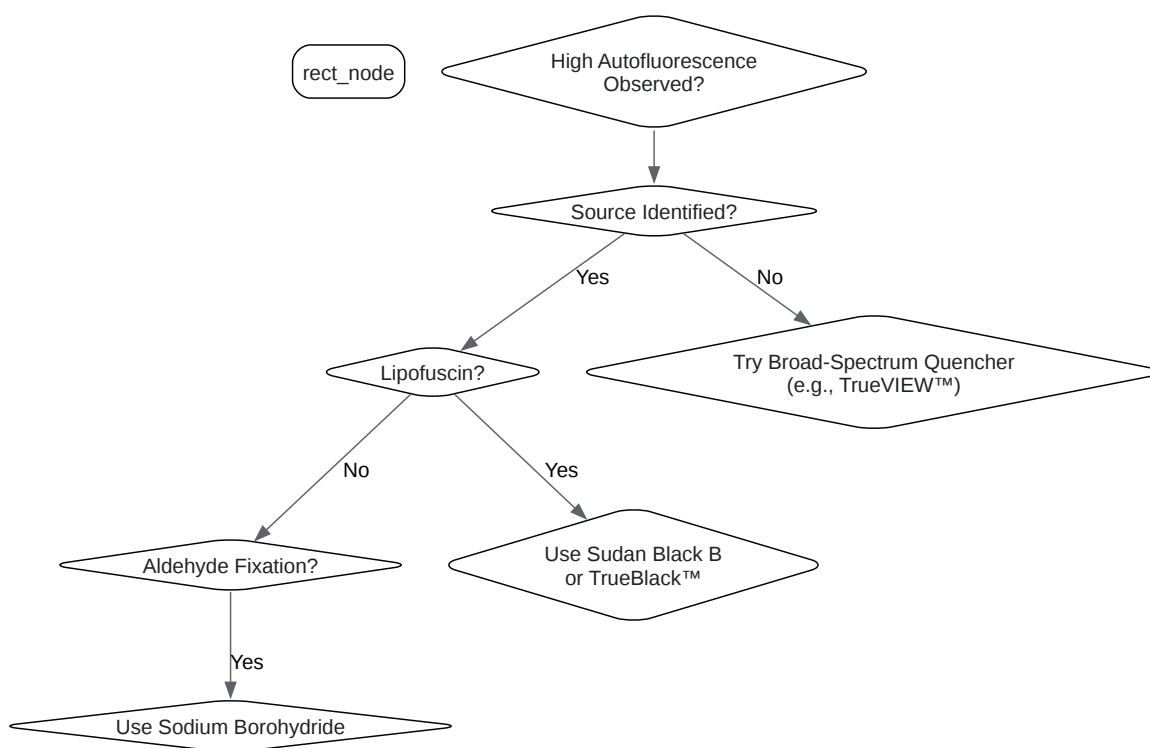 rect_node
High Autofluorescence
Observed?
Source Identified?
Yes
No
Lipofuscin?
Try Broad-Spectrum Quencher
(e.g., TrueVIEW™)
No
Yes
Aldehyde Fixation?
Use Sudan Black B
or TrueBlack™
Yes
Use Sodium Borohydride